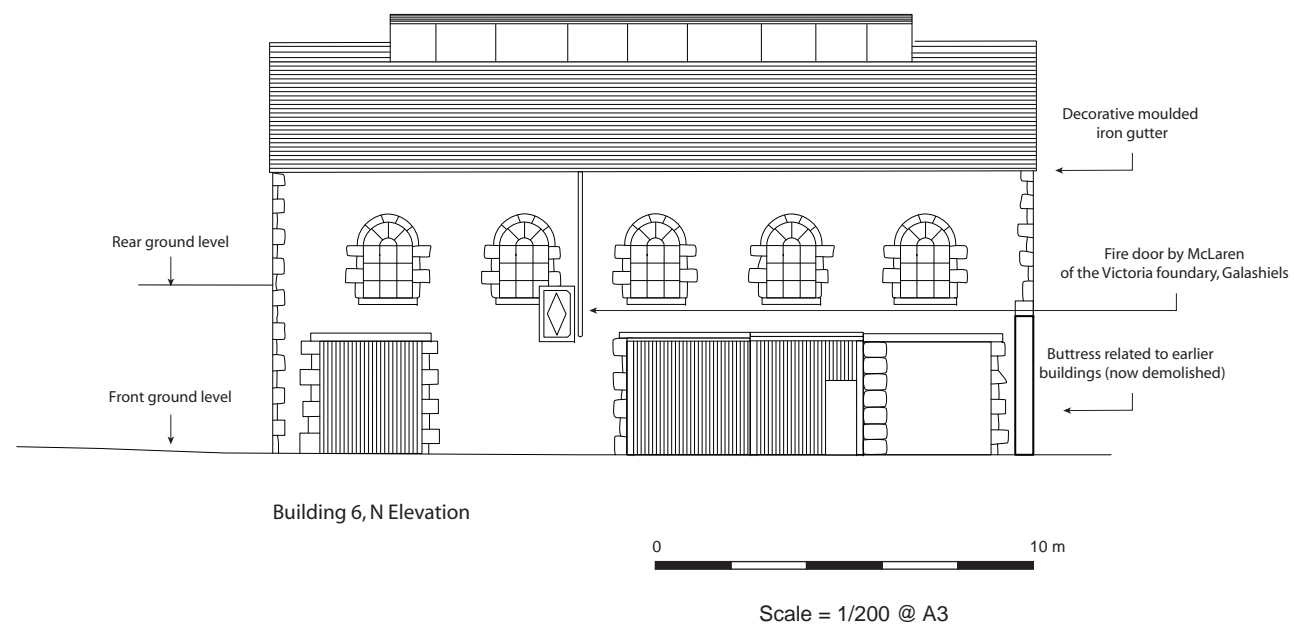 Decorative moulded
iron gutter
Rear ground level
Fire door by McLaren
of the Victoria foundary, Galashiels
Buttress related to earlier
buildings (now demolished)
Front ground level
Building 6, N Elevation
0 10 m
Scale = 1/200 @ A3